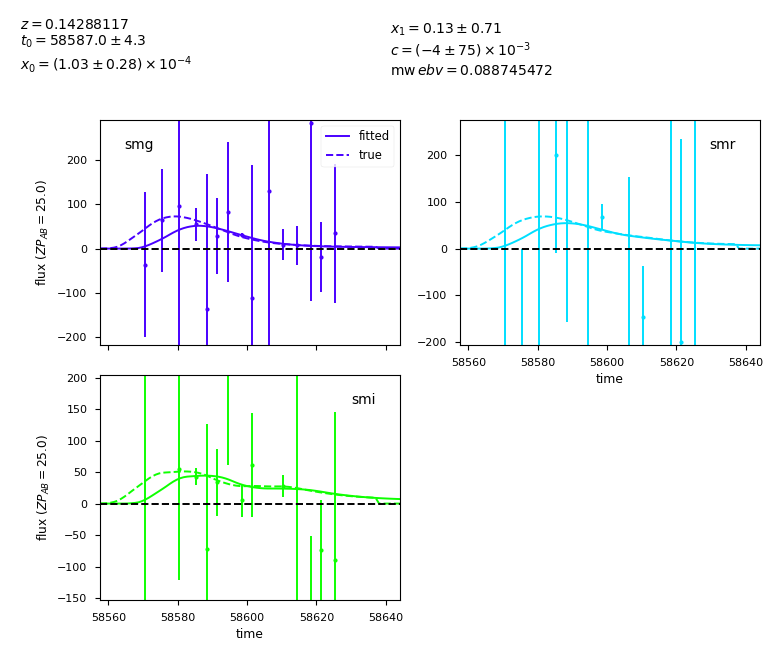 z = 0.14288117
t₀ = 58587.0 ± 4.3
x₀ = (1.03 ± 0.28) × 10⁻⁴
x₁ = 0.13 ± 0.71
c = (−4 ± 75) × 10⁻³
mw ebv = 0.088745472
smg
fitted
true
200
100
0
−100
−200
flux (ZP_AB = 25.0)
smr
200
100
0
−100
−200
58560 58580 58600 58620 58640
time
smi
200
150
100
50
0
−50
−100
−150
flux (ZP_AB = 25.0)
58560 58580 58600 58620 58640
time